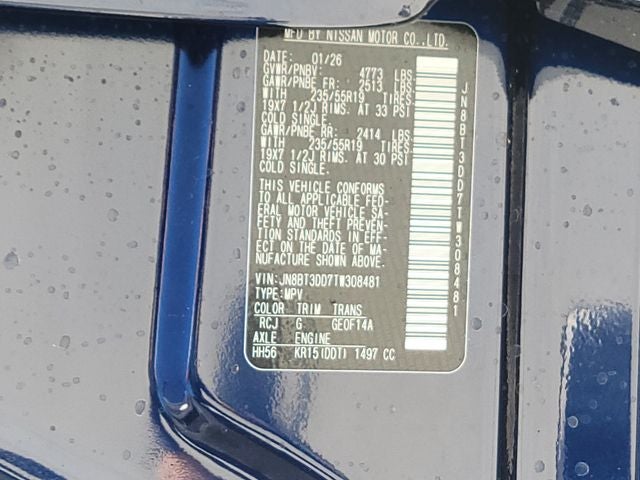 MFD BY NISSAN MOTOR CO.,LTD.
DATE: 01/26
GVWR/PNBV: 4773 LBS
GAWR/PNBE FR: 2513 LBS
WITH 235/55R19 TIRES.
19X7 1/2J RIMS. AT 33 PSI
COLD SINGLE.
GAWR/PNBE RR: 2414 LBS
WITH 235/55R19 TIRES.
19X7 1/2J RIMS. AT 30 PSI
COLD SINGLE.
THIS VEHICLE CONFORMS
TO ALL APPLICABLE FED-
ERAL MOTOR VEHICLE SA-
FETY AND THEFT PREVEN-
TION STANDARDS IN EFF-
ECT ON THE DATE OF MA-
NUFACTURE SHOWN ABOVE.
VIN:JN8BT3DD7TW308481
TYPE:MPV
COLOR TRIM TRANS
RCJ G GE0F14A
AXLE ENGINE
HH56 KR15(DDT) 1497 CC
JN8BT3DD7TW308481